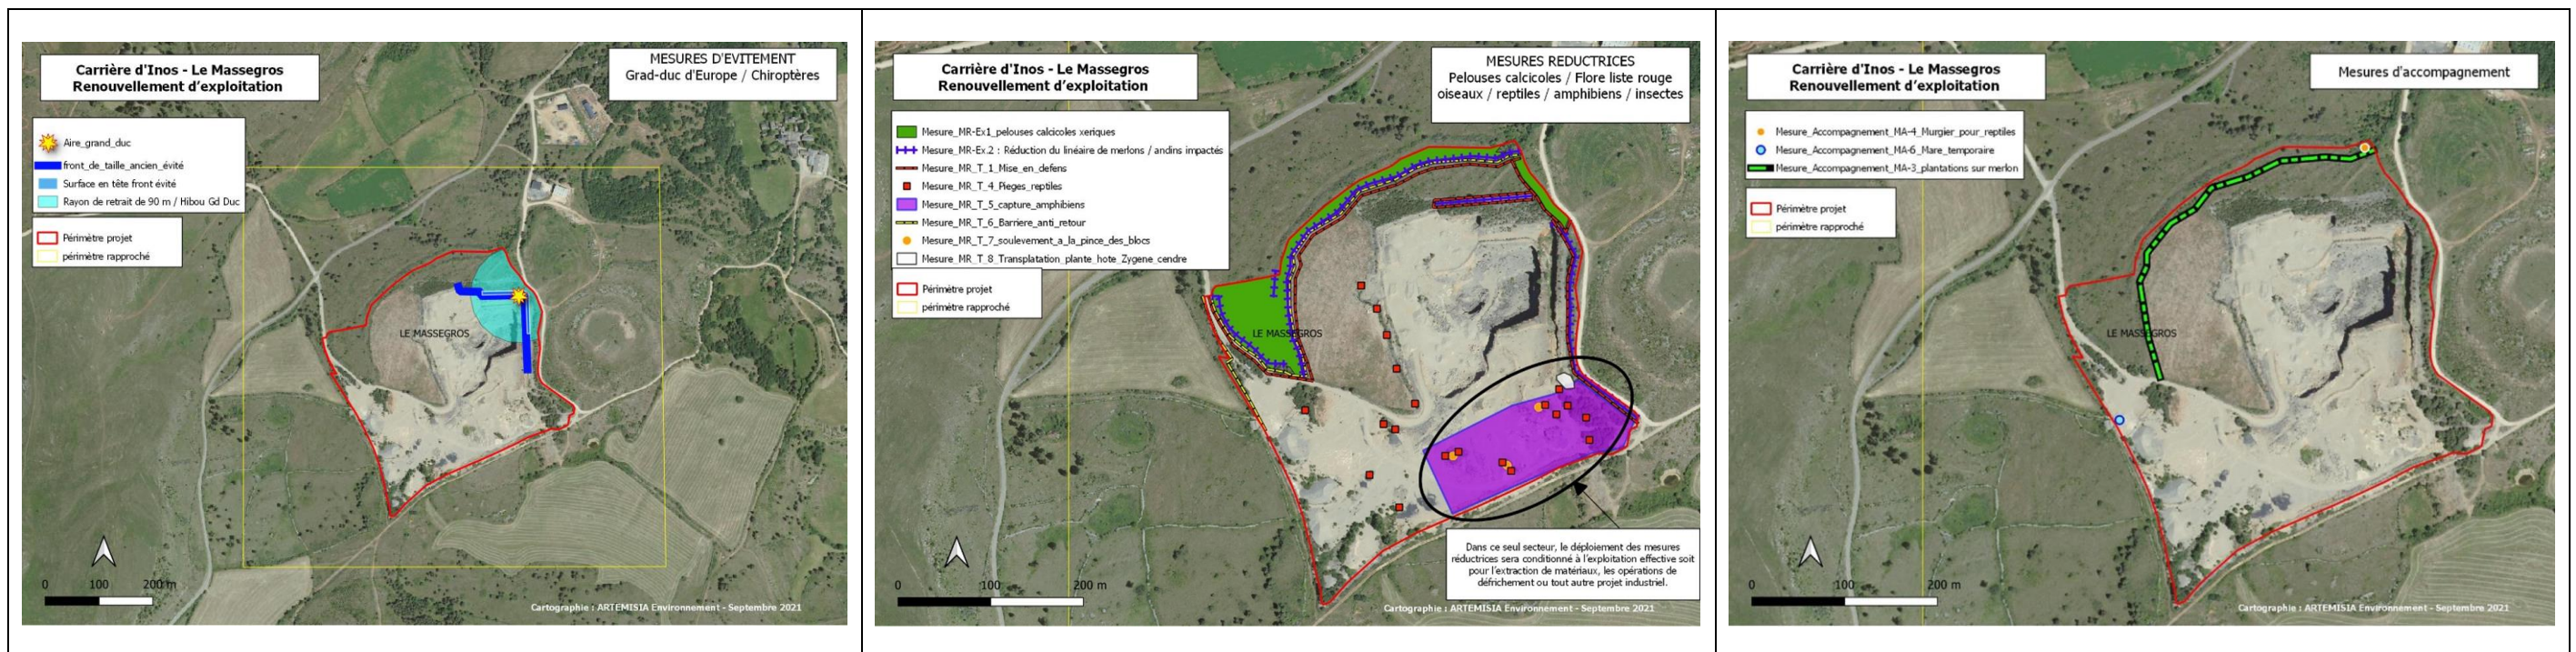 Carrière d'Inos - Le Massegros
Renouvellement d'exploitation
MESURES D'EVITEMENT
Grad-duc d'Europe / Chiroptères
Aire_grand_duc
front_de_taille_ancien_évité
Surface en tête front évité
Rayon de retrait de 90 m / Hibou Gd Duc
Périmètre projet
périmètre rapproché
LE MASSEGROS
0 100 200 m
Cartographie : ARTEMISIA Environnement - Septembre 2021
Carrière d'Inos - Le Massegros
Renouvellement d'exploitation
MESURES REDUCTRICES
Pelouses calcicoles / Flore liste rouge
oiseaux / reptiles / amphibiens / insectes
Mesure_MR-Ex1_pelouses calcicoles xeriques
Mesure_MR-Ex.2 : Réduction du linéaire de merlons / andins impactés
Mesure_MR_T_1_Mise_en_defens
Mesure_MR_T_4_Pieges_reptiles
Mesure_MR_T_5_capture_amphibiens
Mesure_MR_T_6_Barriere_anti_retour
Mesure_MR_T_7_soulevement_a_la_pince_des_blocs
Mesure_MR_T_8_Transplatation_plante_hote_Zygene_cendre
Périmètre projet
périmètre rapproché
LE MASSEGROS
Dans ce seul secteur, le déploiement des mesures
réductrices sera conditionné à l'exploitation effective soit
pour l'extraction de matériaux, les opérations de
défrichement ou tout autre projet industriel.
0 100 200 m
Cartographie : ARTEMISIA Environnement - Septembre 2021
Carrière d'Inos - Le Massegros
Renouvellement d'exploitation
Mesures d'accompagnement
Mesure_Accompagnement_MA-4_Murgier_pour_reptiles
Mesure_Accompagnement_MA-6_Mare_temporaire
Mesure_Accompagnement_MA-3_plantations sur merlon
Périmètre projet
périmètre rapproché
LE MASSEGROS
0 100 200 m
Cartographie : ARTEMISIA Environnement - Septembre 2021